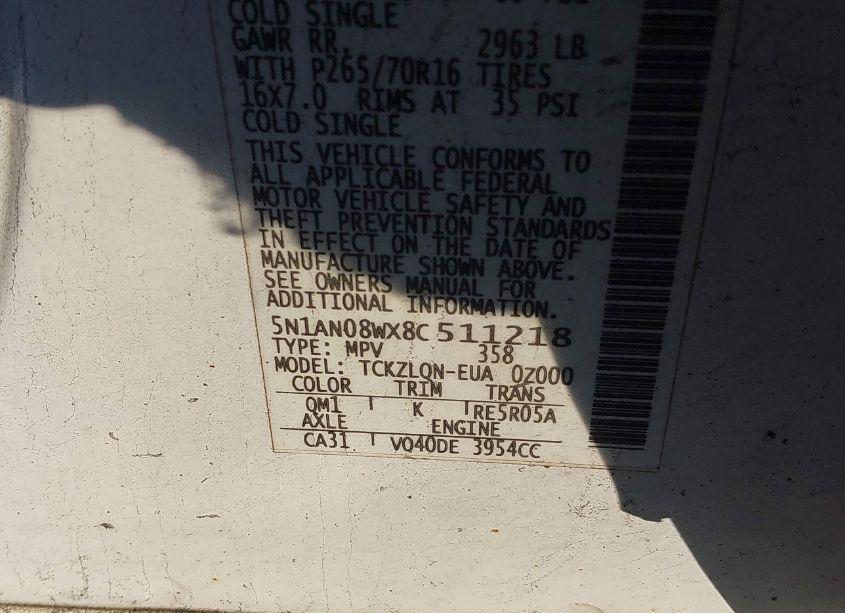 COLD SINGLE
GAWR RR. 2963 LB
WITH P265/70R16 TIRES
16X7.0 RIMS AT 35 PSI
COLD SINGLE
THIS VEHICLE CONFORMS TO
ALL APPLICABLE FEDERAL
MOTOR VEHICLE SAFETY AND
THEFT PREVENTION STANDARDS
IN EFFECT ON THE DATE OF
MANUFACTURE SHOWN ABOVE.
SEE OWNERS MANUAL FOR
ADDITIONAL INFORMATION.
5N1AN08WX8C511218
TYPE: MPV 358
MODEL: TCKZLQN-EUA 0Z000
COLOR TRIM TRANS
QM1 K RE5R05A
AXLE ENGINE
CA31 VQ40DE 3954CC